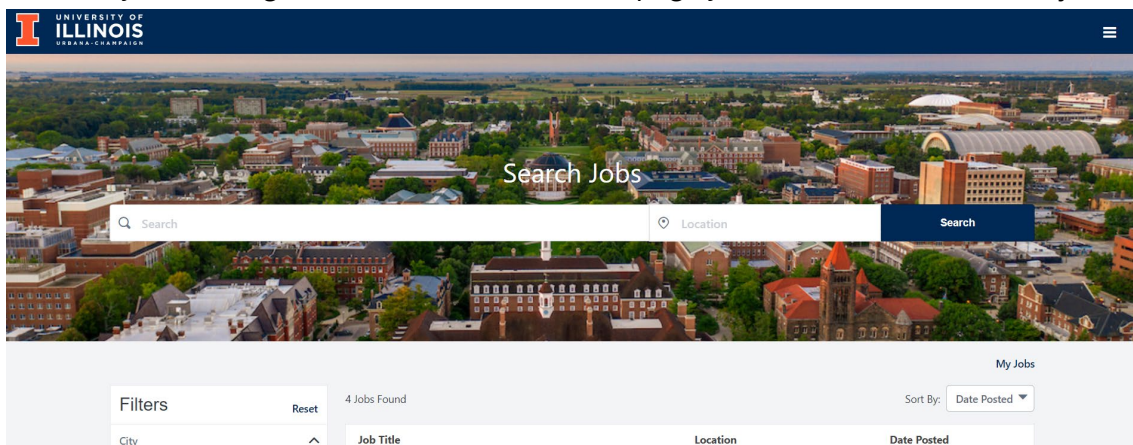 UNIVERSITY OF
ILLINOIS
URBANA-CHAMPAIGN
Search Jobs
Search
Location
Search
My Jobs
Filters
Reset
4 Jobs Found
Sort By: Date Posted
City
Job Title
Location
Date Posted